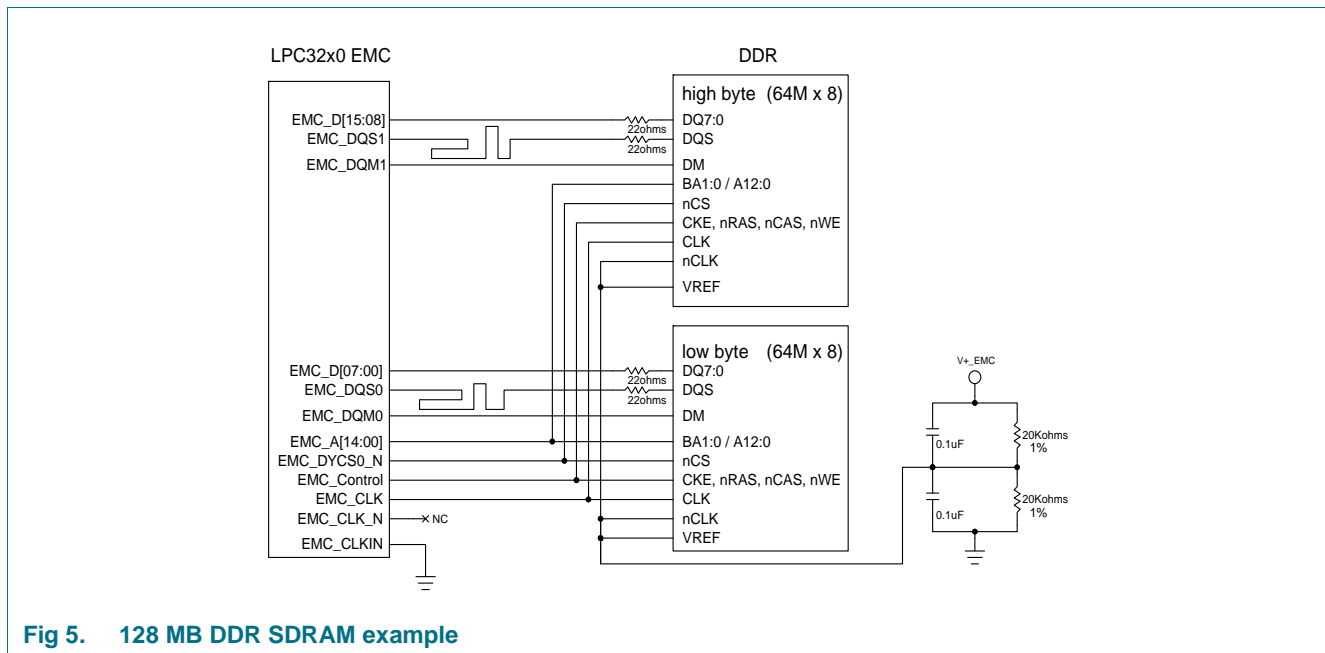 LPC32x0 EMC
EMC_D[15:08]
EMC_DQS1
EMC_DQM1
EMC_D[07:00]
EMC_DQS0
EMC_DQM0
EMC_A[14:00]
EMC_DYCS0_N
EMC_Control
EMC_CLK
EMC_CLK_N
EMC_CLKIN
NC
22ohms
22ohms
22ohms
22ohms
DDR
high byte (64M x 8)
DQ7:0
DQS
DM
BA1:0 / A12:0
nCS
CKE, nRAS, nCAS, nWE
CLK
nCLK
VREF
low byte (64M x 8)
DQ7:0
DQS
DM
BA1:0 / A12:0
nCS
CKE, nRAS, nCAS, nWE
CLK
nCLK
VREF
V+_EMC
0.1uF
20Kohms
1%
0.1uF
20Kohms
1%
Fig 5. 128 MB DDR SDRAM example